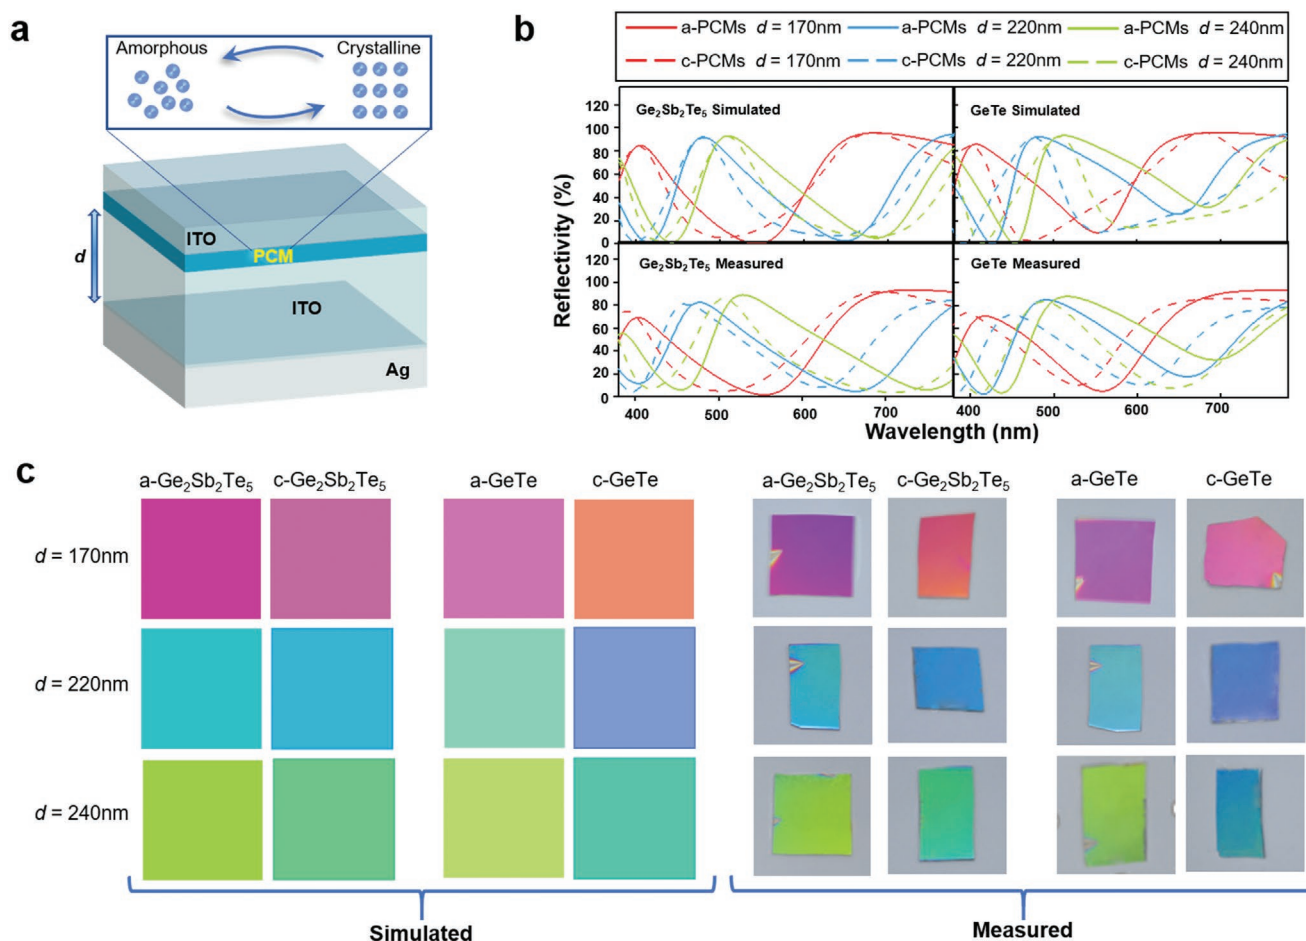 a
Amorphous
Crystalline
d
ITO
PCM
ITO
Ag
b
a-PCMs d = 170nm a-PCMs d = 220nm a-PCMs d = 240nm
c-PCMs d = 170nm c-PCMs d = 220nm c-PCMs d = 240nm
Reflectivity (%)
120
100
80
60
40
20
0
Ge₂Sb₂Te₅ Simulated
GeTe Simulated
120
100
80
60
40
20
0
Ge₂Sb₂Te₅ Measured
GeTe Measured
400 500 600 700 400 500 600 700
Wavelength (nm)
c
a-Ge₂Sb₂Te₅ c-Ge₂Sb₂Te₅ a-GeTe c-GeTe a-Ge₂Sb₂Te₅ c-Ge₂Sb₂Te₅ a-GeTe c-GeTe
d = 170nm
d = 220nm
d = 240nm
Simulated
Measured